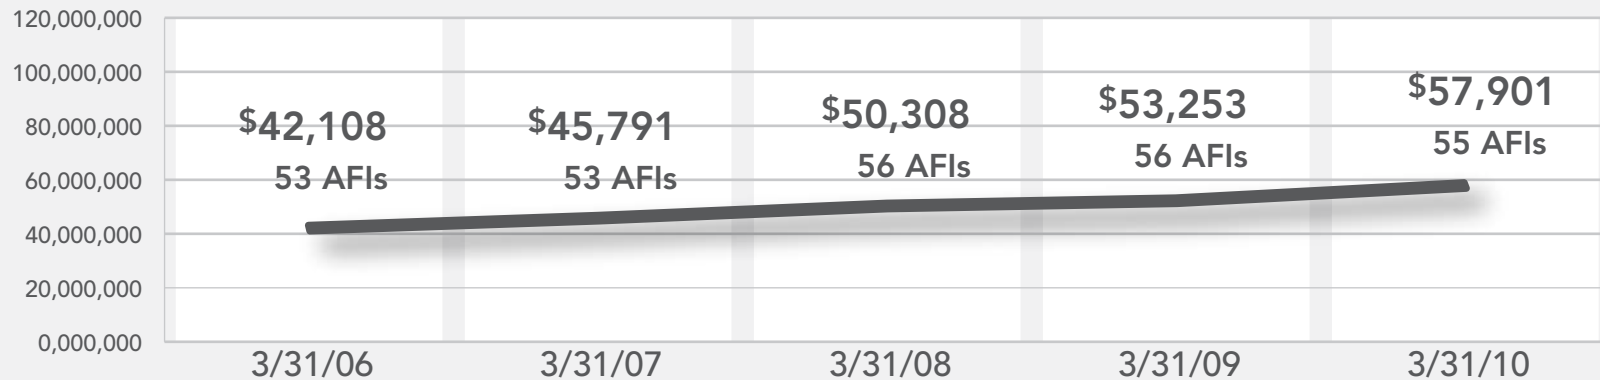 120,000,000
100,000,000
80,000,000
60,000,000
40,000,000
20,000,000
0,000,000
$42,108
53 AFIs
$45,791
53 AFIs
$50,308
56 AFIs
$53,253
56 AFIs
$57,901
55 AFIs
3/31/06 3/31/07 3/31/08 3/31/09 3/31/10